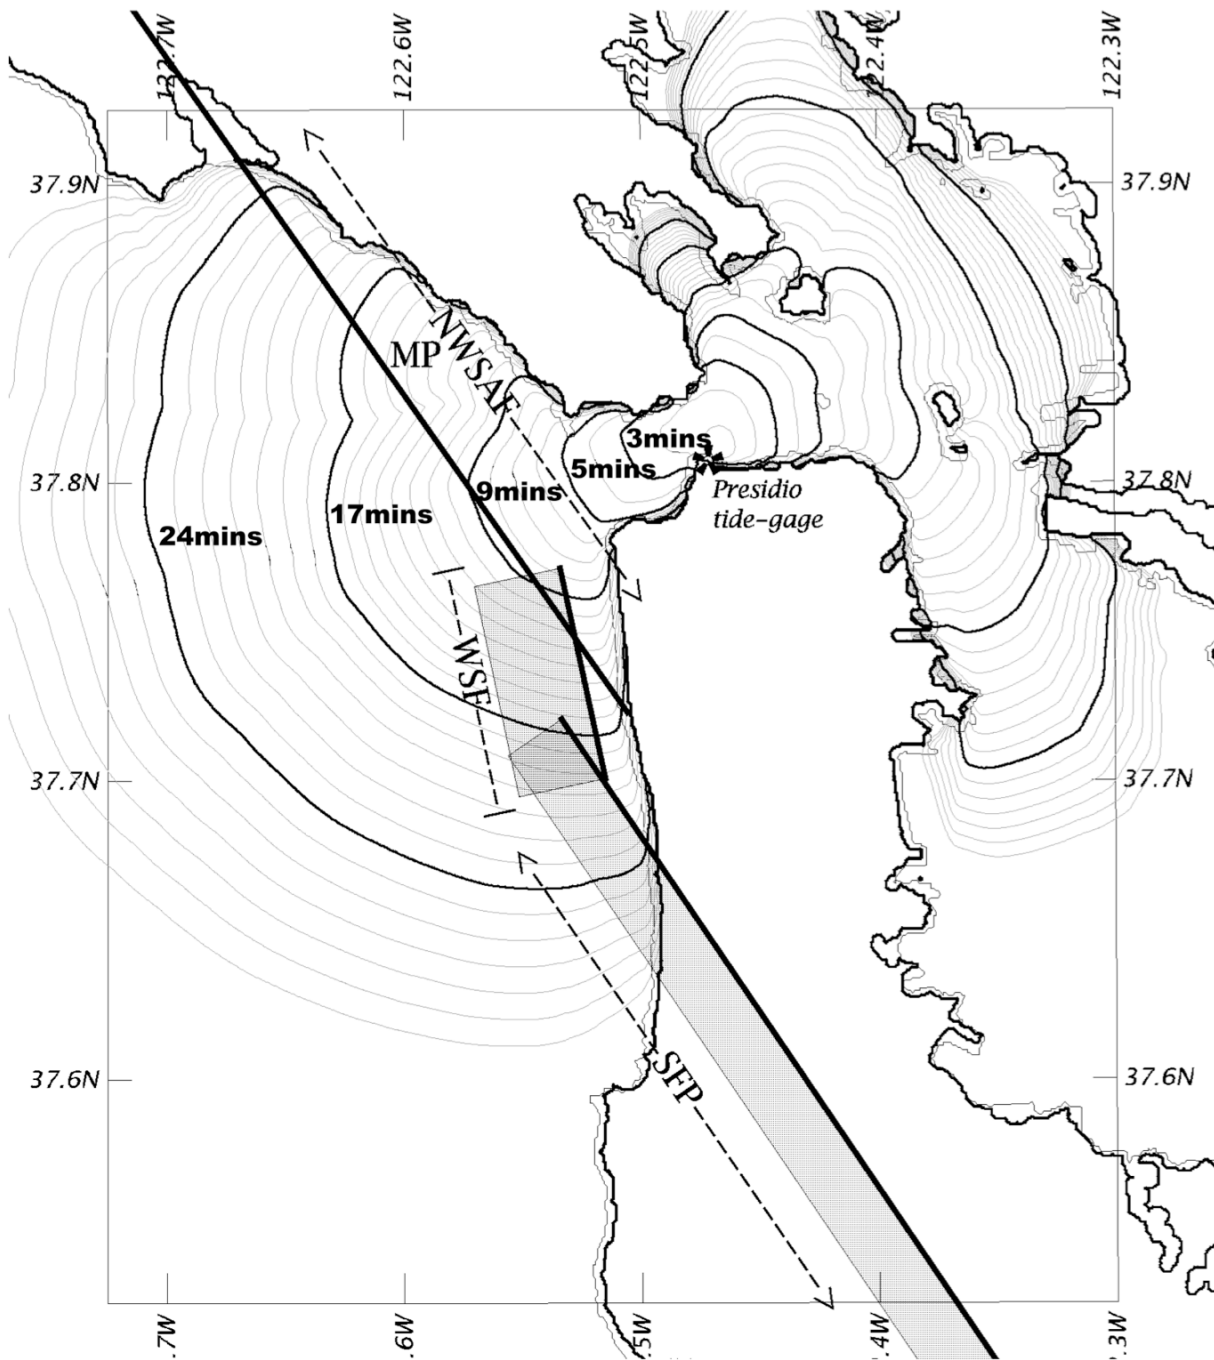 122.7W
122.6W
122.5W
122.4W
122.3W
37.9N
37.9N
NWSAF
MP
3mins
5mins
9mins
17mins
24mins
37.8N
37.8N
Presidio
tide-gage
WSF
37.7N
37.7N
SFP
37.6N
37.6N
.7W
.6W
.5W
.4W
.3W